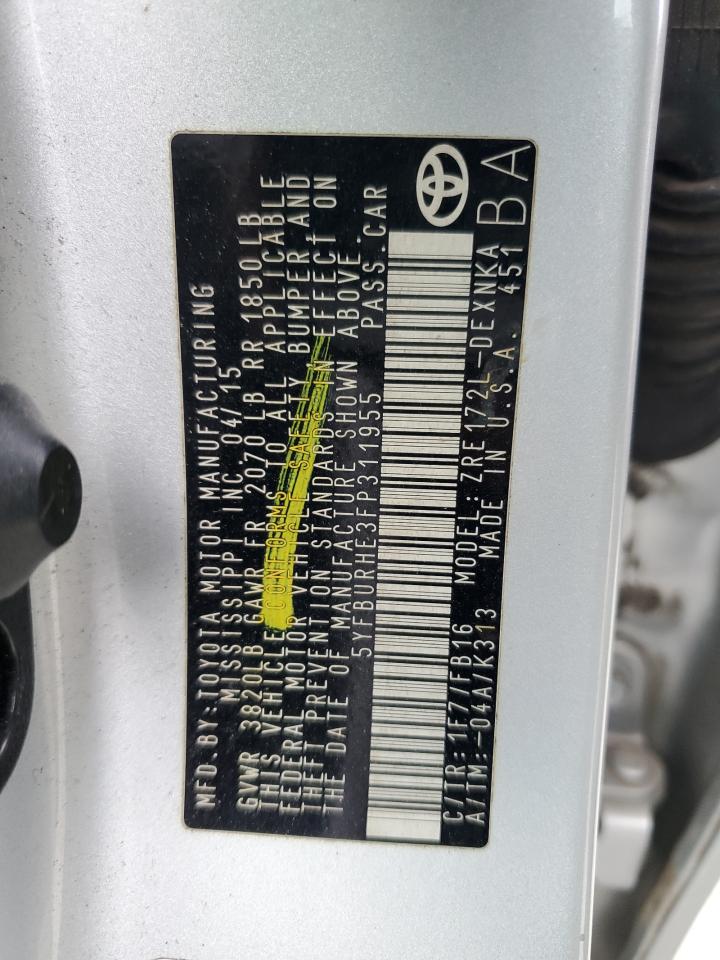 MFD. BY: TOYOTA MOTOR MANUFACTURING
MISSISSIPPI INC. 04/15
GVWR 3820LB GAWR FR 2070 LB RR 1850 LB
THIS VEHICLE CONFORMS TO ALL APPLICABLE
FEDERAL MOTOR VEHICLE SAFETY BUMPER AND
THEFT PREVENTION STANDARDS IN EFFECT ON
THE DATE OF MANUFACTURE SHOWN ABOVE.
5YFBURHE3FP311955 PASS.CAR
C/TR: 1F7/FB16 MODEL: ZRE172L-DEXNKA
A/TM:-04A/K313 MADE IN U.S.A. 451 BA